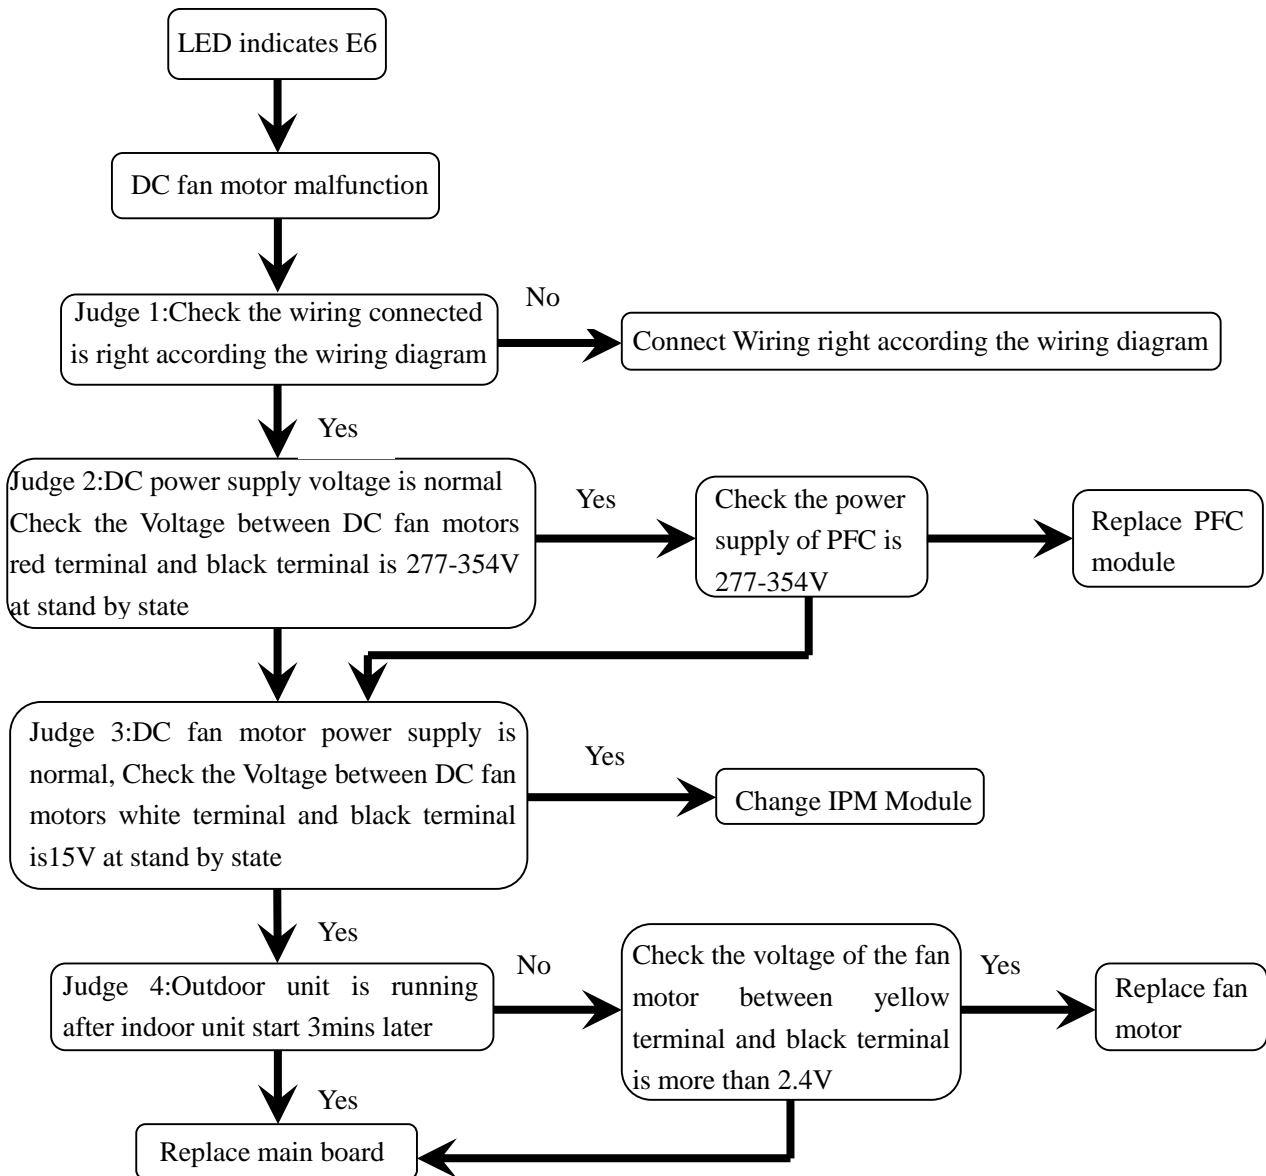 LED indicates E6
DC fan motor malfunction
Judge 1:Check the wiring connected
is right according the wiring diagram
No
Connect Wiring right according the wiring diagram
Yes
Judge 2:DC power supply voltage is normal
Check the Voltage between DC fan motors
red terminal and black terminal is 277-354V
at stand by state
Yes
Check the power
supply of PFC is
277-354V
Replace PFC
module
Judge 3:DC fan motor power supply is
normal, Check the Voltage between DC fan
motors white terminal and black terminal
is15V at stand by state
Yes
Change IPM Module
Yes
Judge 4:Outdoor unit is running
after indoor unit start 3mins later
No
Check the voltage of the fan
motor between yellow
terminal and black terminal
is more than 2.4V
Yes
Replace fan
motor
Yes
Replace main board